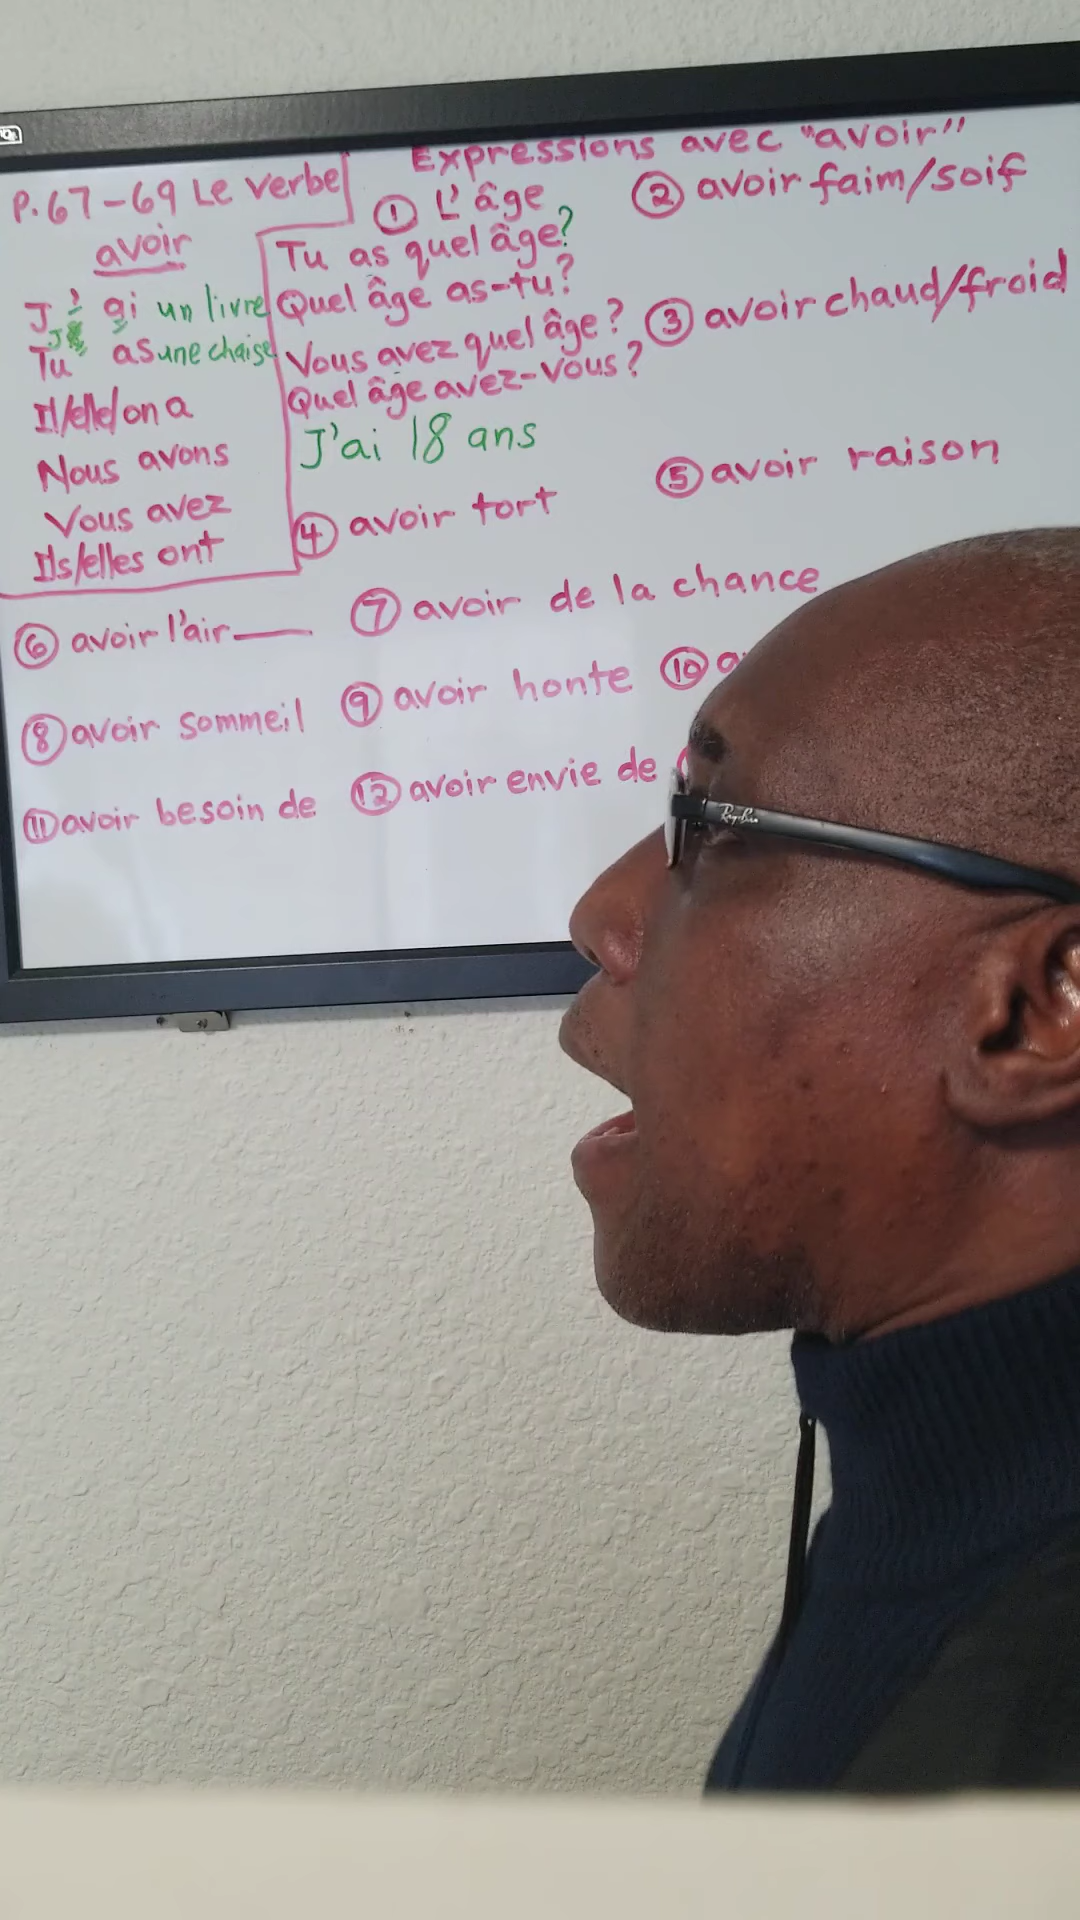 P.67-69 Le verbe
avoir
J'ai un livre
Tu as une chaise
Il/elle/on a
Nous avons
Vous avez
Ils/elles ont
Expressions avec "avoir"
① L'âge
Tu as quel âge?
Quel âge as-tu?
Vous avez quel âge?
Quel âge avez-vous?
J'ai 18 ans
② avoir faim/soif
③ avoir chaud/froid
④ avoir tort
⑤ avoir raison
⑥ avoir l'air ___
⑦ avoir de la chance
⑧ avoir sommeil
⑨ avoir honte
⑩
⑪ avoir besoin de
⑫ avoir envie de
Ray-Ban